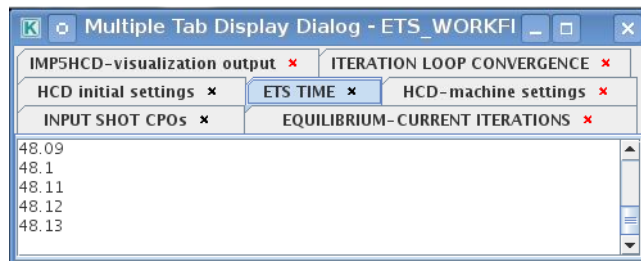 Multiple Tab Display Dialog - ETS_WORKFI
IMP5HCD-visualization output × ITERATION LOOP CONVERGENCE ×
HCD initial settings × ETS TIME × HCD-machine settings ×
INPUT SHOT CPOs × EQUILIBRIUM-CURRENT ITERATIONS ×
48.09
48.1
48.11
48.12
48.13